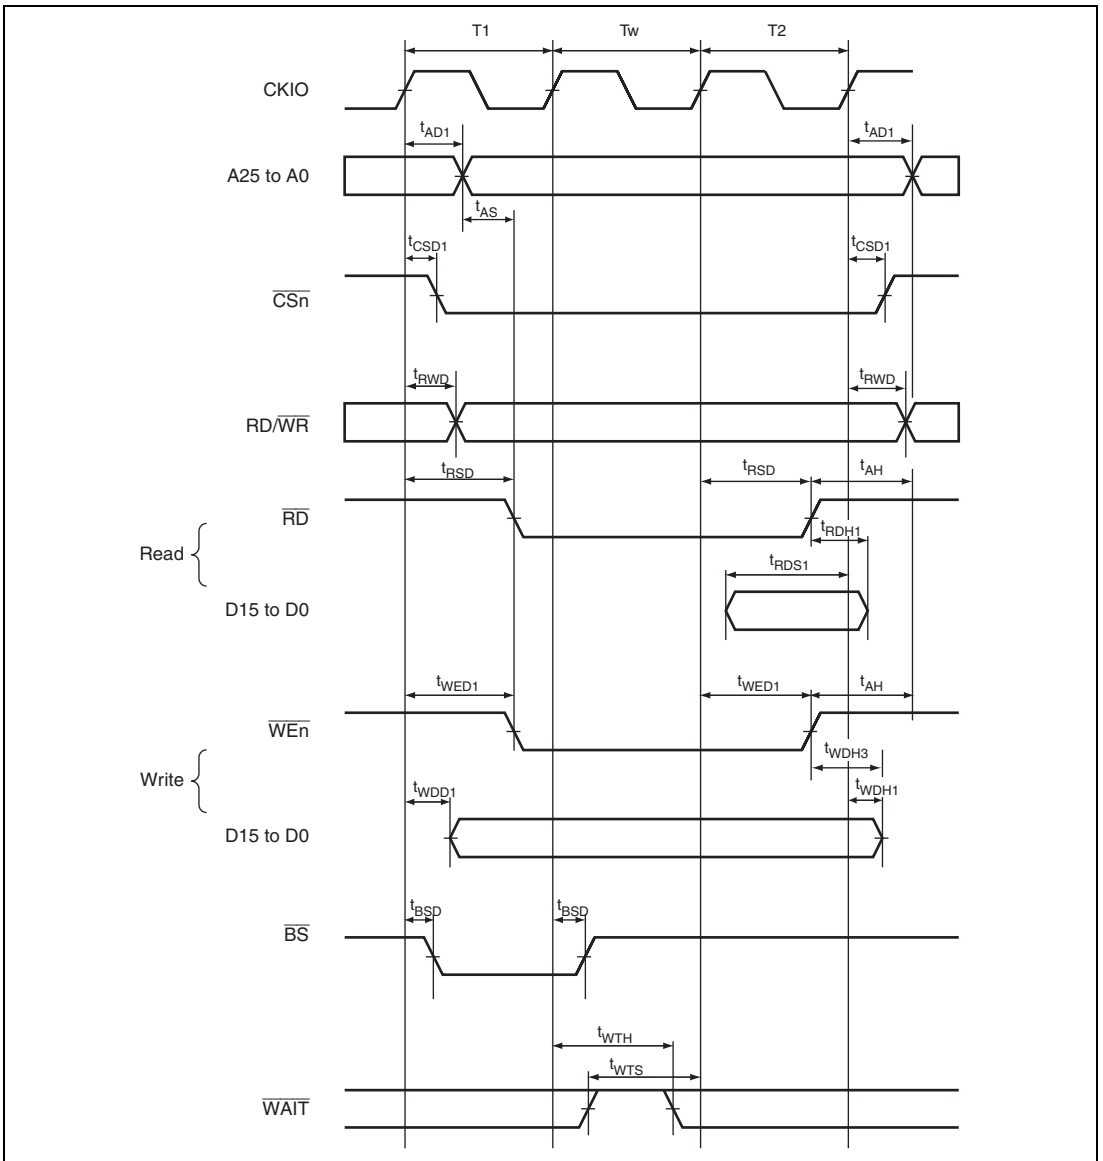 T1 Tw T2
CKIO
tAD1 tAD1
A25 to A0
tAS
tCSD1 tCSD1
CSn
tRWD tRWD
RD/WR
tRSD tRSD tAH
RD
tRDH1
Read
tRDS1
D15 to D0
tWED1 tWED1 tAH
WEn
tWDH3
Write
tWDD1 tWDH1
D15 to D0
tBSD tBSD
BS
tWTH
tWTS
WAIT